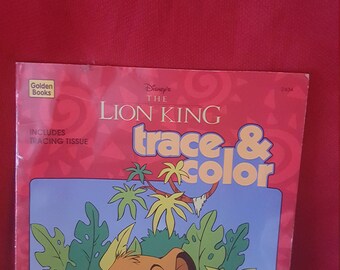 Golden
Books
Disney's
THE
LION KING
INCLUDES
TRACING TISSUE
trace &
color